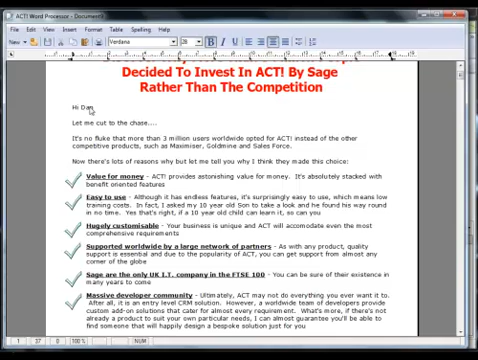 ACT! Word Processor - Document9
File Edit View Insert Format Table Spelling Help
New
Verdana 28 B I U
Decided To Invest In ACT! By Sage
Rather Than The Competition
Hi Dan
Let me cut to the chase....
It's no fluke that more than 3 million users worldwide opted for ACT! instead of the other
competitive products, such as Maximiser, Goldmine and Sales Force.
Now there's lots of reasons why but let me tell you why I think they made this choice:
Value for money - ACT! provides astonishing value for money. It's absolutely stacked with
benefit oriented features
Easy to use - Although it has endless features, it's surprisingly easy to use, which means low
training costs. In fact, I asked my 10 year old Son to take a look and he found his way round
in no time. Yes that's right, if a 10 year old child can learn it, so can you
Hugely customisable - Your business is unique and ACT will accomodate even the most
comprehensive requirements
Supported worldwide by a large network of partners - As with any product, quality
support is essential and due to the popularity of ACT, you can get support from almost any
corner of the globe
Sage are the only UK I.T. company in the FTSE 100 - You can be sure of their existence in
many years to come
Massive developer community - Ultimately, ACT may not do everything you ever want it to.
After all, it is an entry level CRM solution. However, a worldwide team of developers provide
custom add-on solutions that cater for almost every requirement. What's more, if there's not
already a product to suit your own particular needs, I can almost guarantee you'll be able to
find someone that will happily design a bespoke solution just for you
1 37 0 100 % NUM